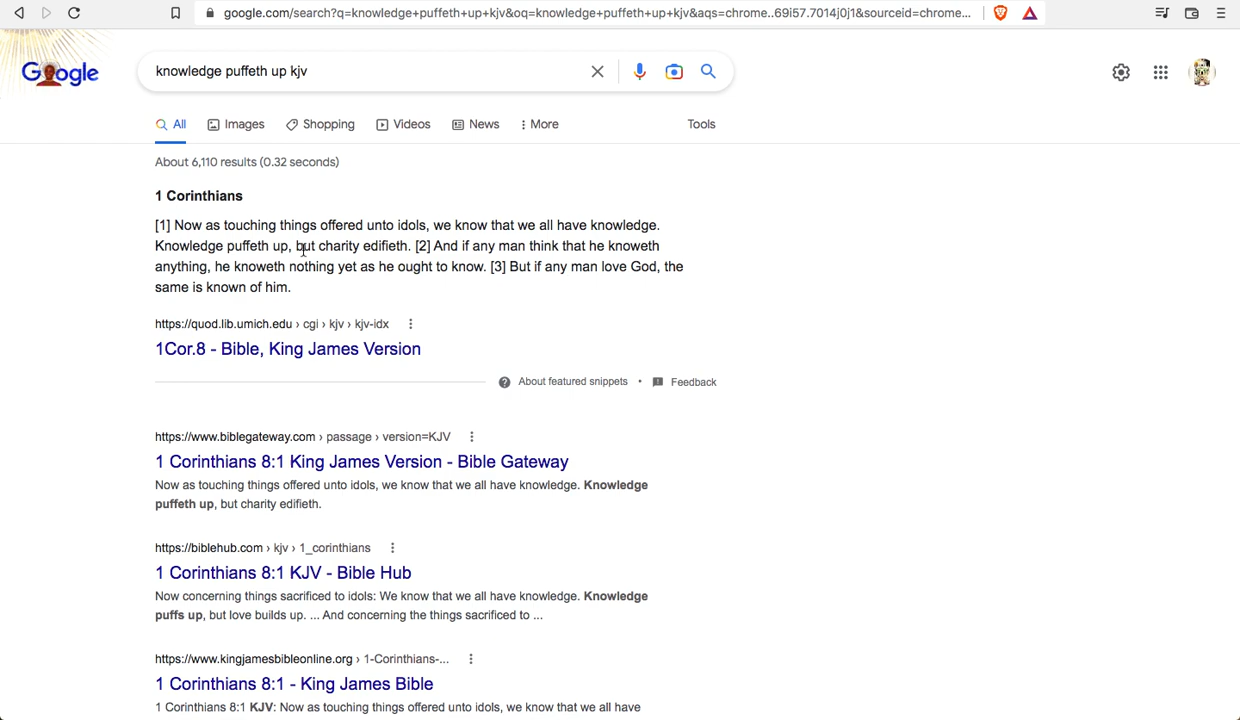 google.com/search?q=knowledge+puffeth+up+kjv&oq=knowledge+puffeth+up+kjv&aqs=chrome..69i57.7014j0j1&sourceid=chrome...
Google
knowledge puffeth up kjv
All Images Shopping Videos News More Tools
About 6,110 results (0.32 seconds)
1 Corinthians
[1] Now as touching things offered unto idols, we know that we all have knowledge.
Knowledge puffeth up, but charity edifieth. [2] And if any man think that he knoweth
anything, he knoweth nothing yet as he ought to know. [3] But if any man love God, the
same is known of him.
https://quod.lib.umich.edu › cgi › kjv › kjv-idx
1Cor.8 - Bible, King James Version
About featured snippets • Feedback
https://www.biblegateway.com › passage › version=KJV
1 Corinthians 8:1 King James Version - Bible Gateway
Now as touching things offered unto idols, we know that we all have knowledge. Knowledge
puffeth up, but charity edifieth.
https://biblehub.com › kjv › 1_corinthians
1 Corinthians 8:1 KJV - Bible Hub
Now concerning things sacrificed to idols: We know that we all have knowledge. Knowledge
puffs up, but love builds up. ... And concerning the things sacrificed to ...
https://www.kingjamesbibleonline.org › 1-Corinthians-...
1 Corinthians 8:1 - King James Bible
1 Corinthians 8:1 KJV: Now as touching things offered unto idols, we know that we all have